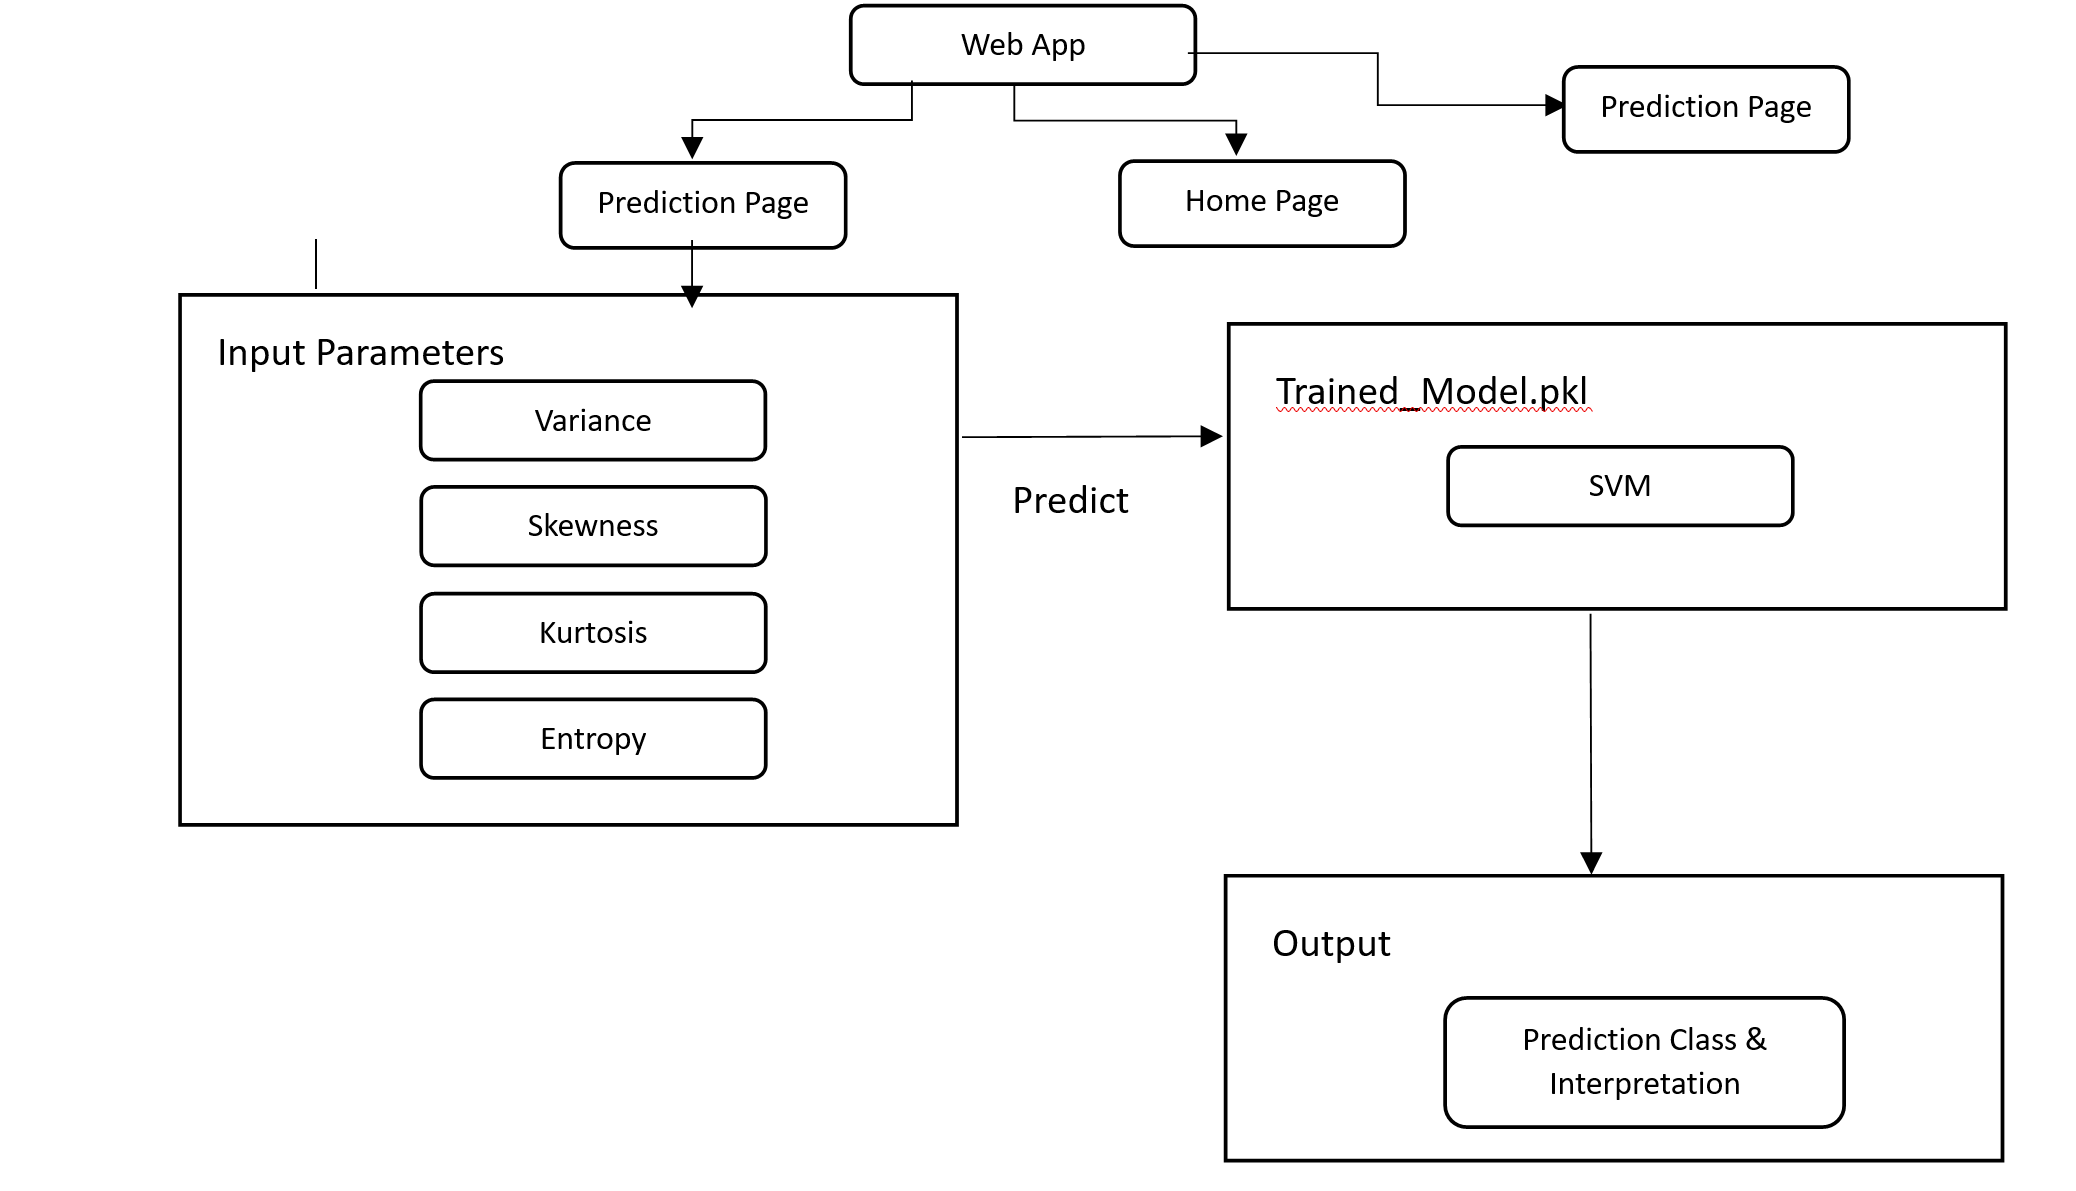 Web App
Prediction Page
Prediction Page
Home Page
Input Parameters
Variance
Skewness
Kurtosis
Entropy
Predict
Trained_Model.pkl
SVM
Output
Prediction Class &
Interpretation